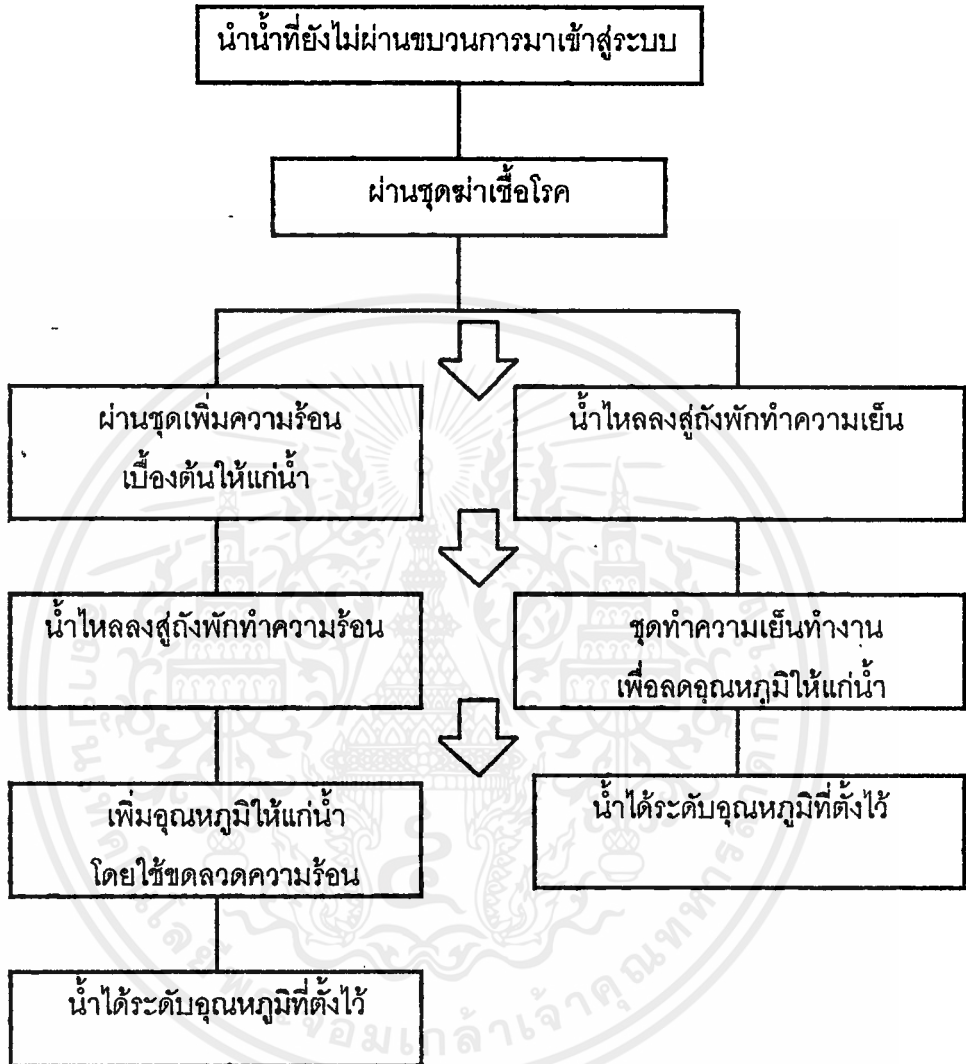 นำน้ำที่ยังไม่ผ่านขบวนการมาเข้าสู่ระบบ
ผ่านชุดฆ่าเชื้อโรค
ผ่านชุดเพิ่มความร้อน
เบื้องต้นให้แก่น้ำ
น้ำไหลลงสู่ถังพักทำความเย็น
น้ำไหลลงสู่ถังพักทำความร้อน
ชุดทำความเย็นทำงาน
เพื่อลดอุณหภูมิให้แก่น้ำ
เพิ่มอุณหภูมิให้แก่น้ำ
โดยใช้ขดลวดความร้อน
น้ำได้ระดับอุณหภูมิที่ตั้งไว้
น้ำได้ระดับอุณหภูมิที่ตั้งไว้